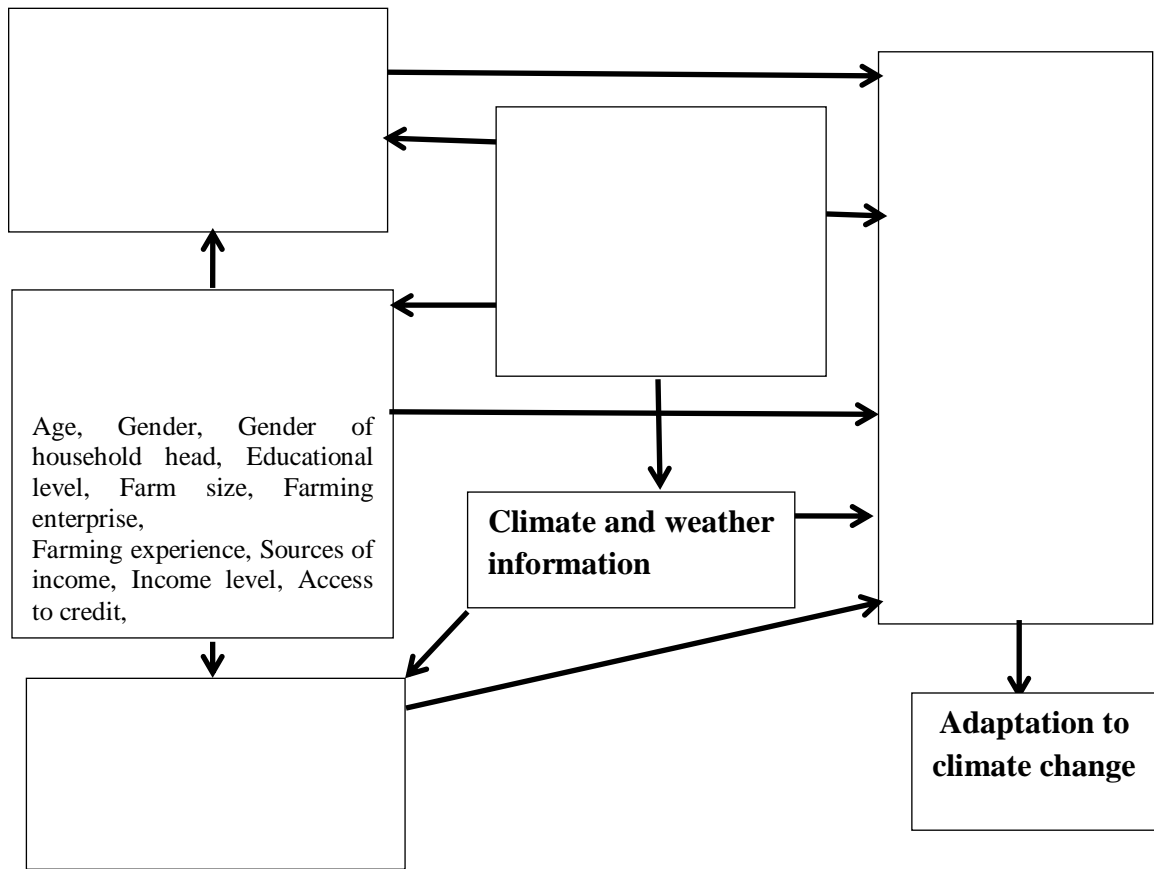 Age, Gender, Gender of
household head, Educational
level, Farm size, Farming
enterprise,
Farming experience, Sources of
income, Income level, Access
to credit,
Climate and weather
information
Adaptation to
climate change